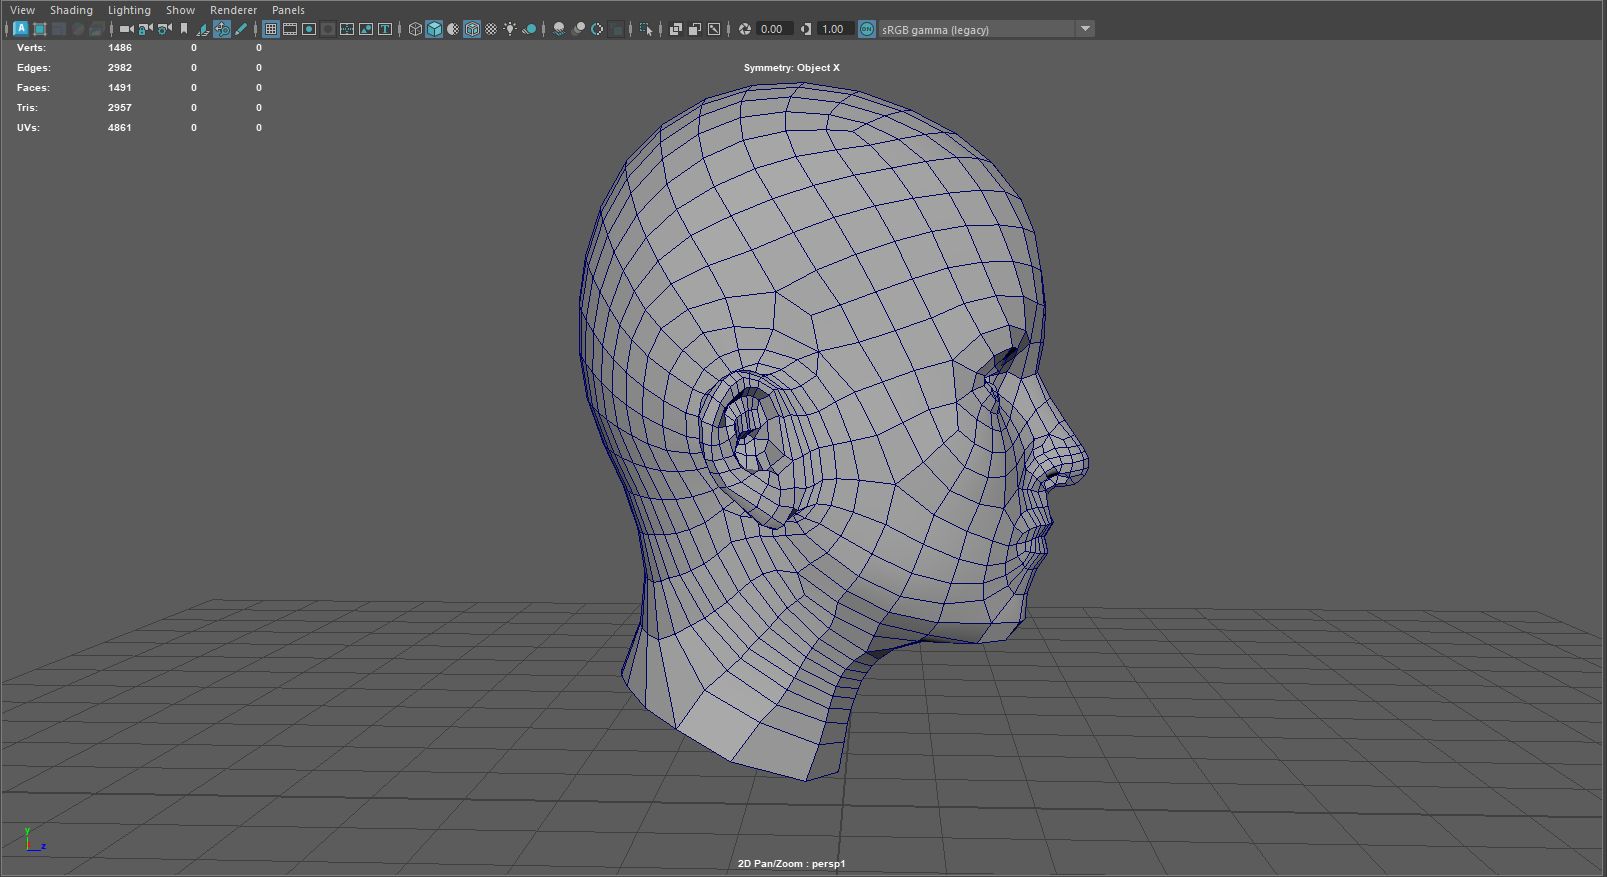 View Shading Lighting Show Renderer Panels
A T 0.00 1.00 ON sRGB gamma (legacy)
Verts: 1486 0 0
Edges: 2982 0 0
Symmetry: Object X
Faces: 1491 0 0
Tris: 2957 0 0
UVs: 4861 0 0
y
z
2D Pan/Zoom : persp1